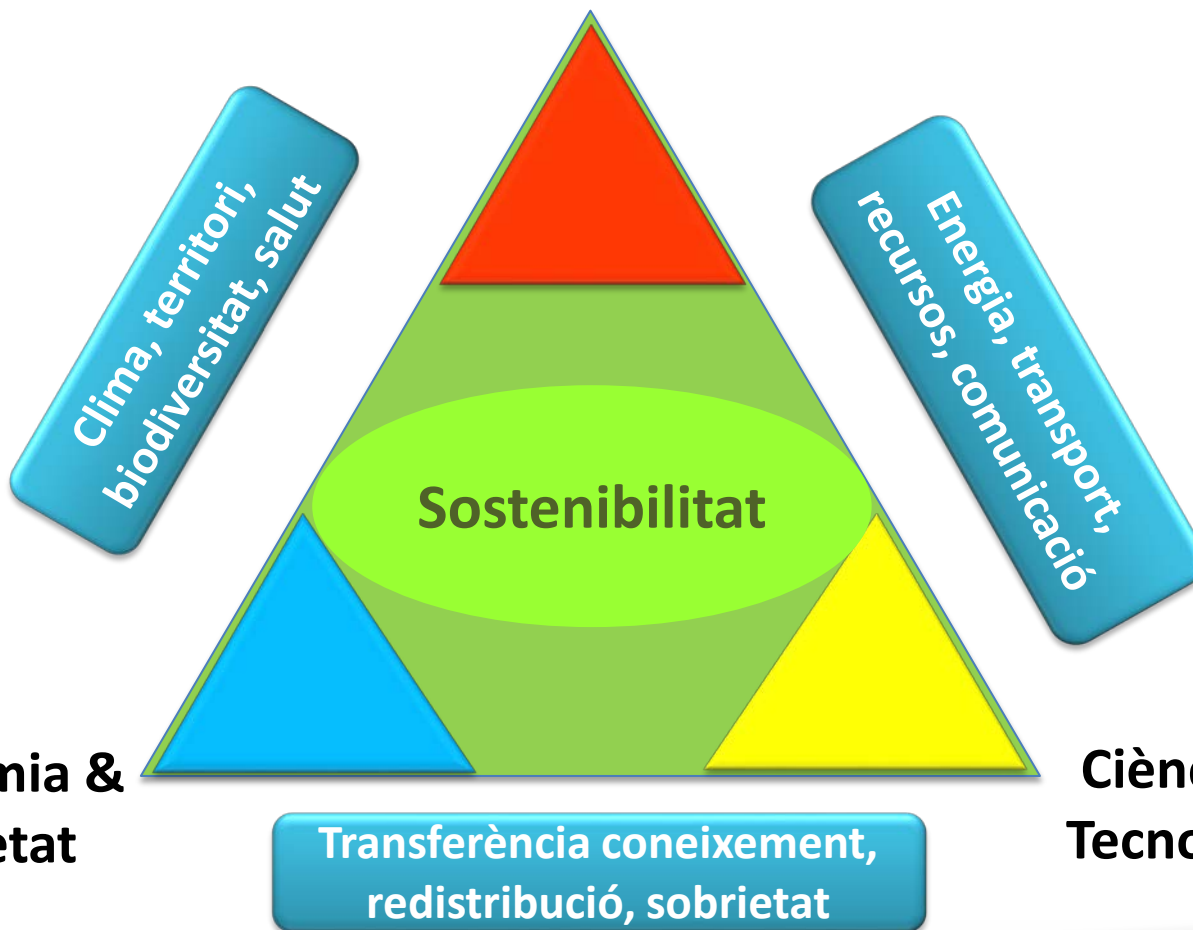 Clima, territori,
biodiversitat, salut
Energia, transport,
recursos, comunicació
Sostenibilitat
mia &
etat
Ciènc
Tecno
Transferència coneixement,
redistribució, sobrietat